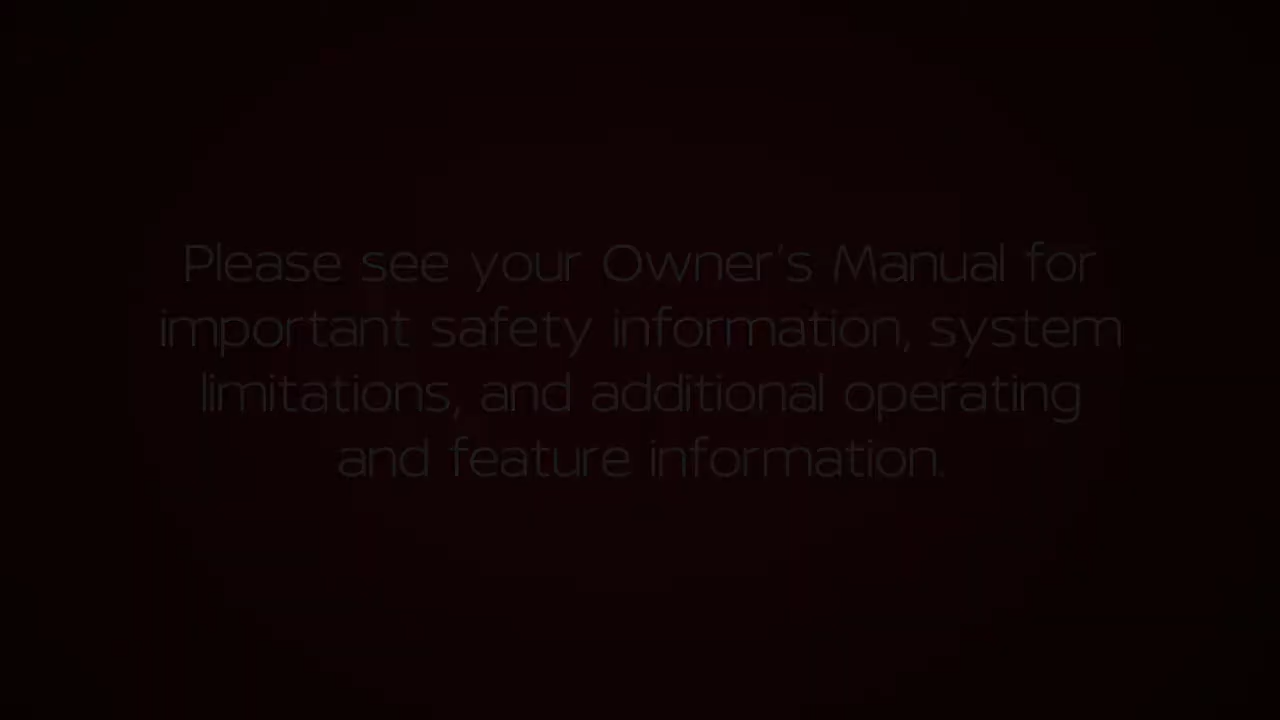 Please see your Owner's Manual for
important safety information, system
limitations, and additional operating
and feature information.